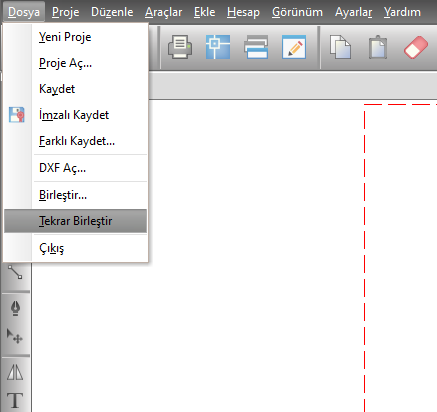 Dosya Proje Düzenle Araçlar Ekle Hesap Görünüm Ayarlar Yardım
Yeni Proje
Proje Aç...
Kaydet
İmzalı Kaydet
Farklı Kaydet...
DXF Aç...
Birleştir...
Tekrar Birleştir
Çıkış
T